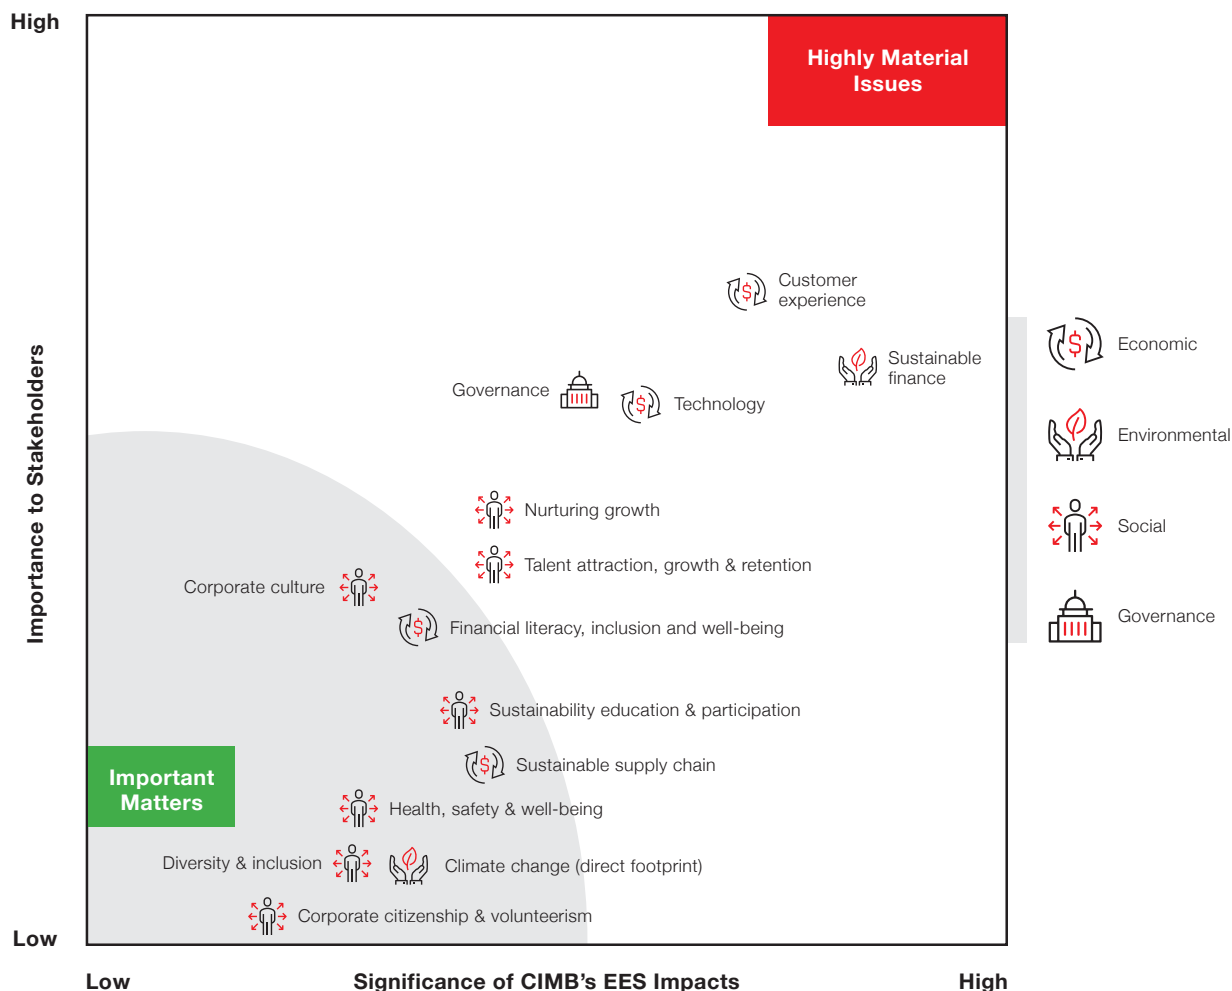 High
Highly Material
Issues
Customer
experience
Sustainable
finance
Governance
Technology
Nurturing growth
Talent attraction, growth & retention
Corporate culture
Financial literacy, inclusion and well-being
Sustainability education & participation
Sustainable supply chain
Important
Matters
Health, safety & well-being
Diversity & inclusion
Climate change (direct footprint)
Corporate citizenship & volunteerism
Importance to Stakeholders
Low
Low
Significance of CIMB's EES Impacts
High
Economic
Environmental
Social
Governance